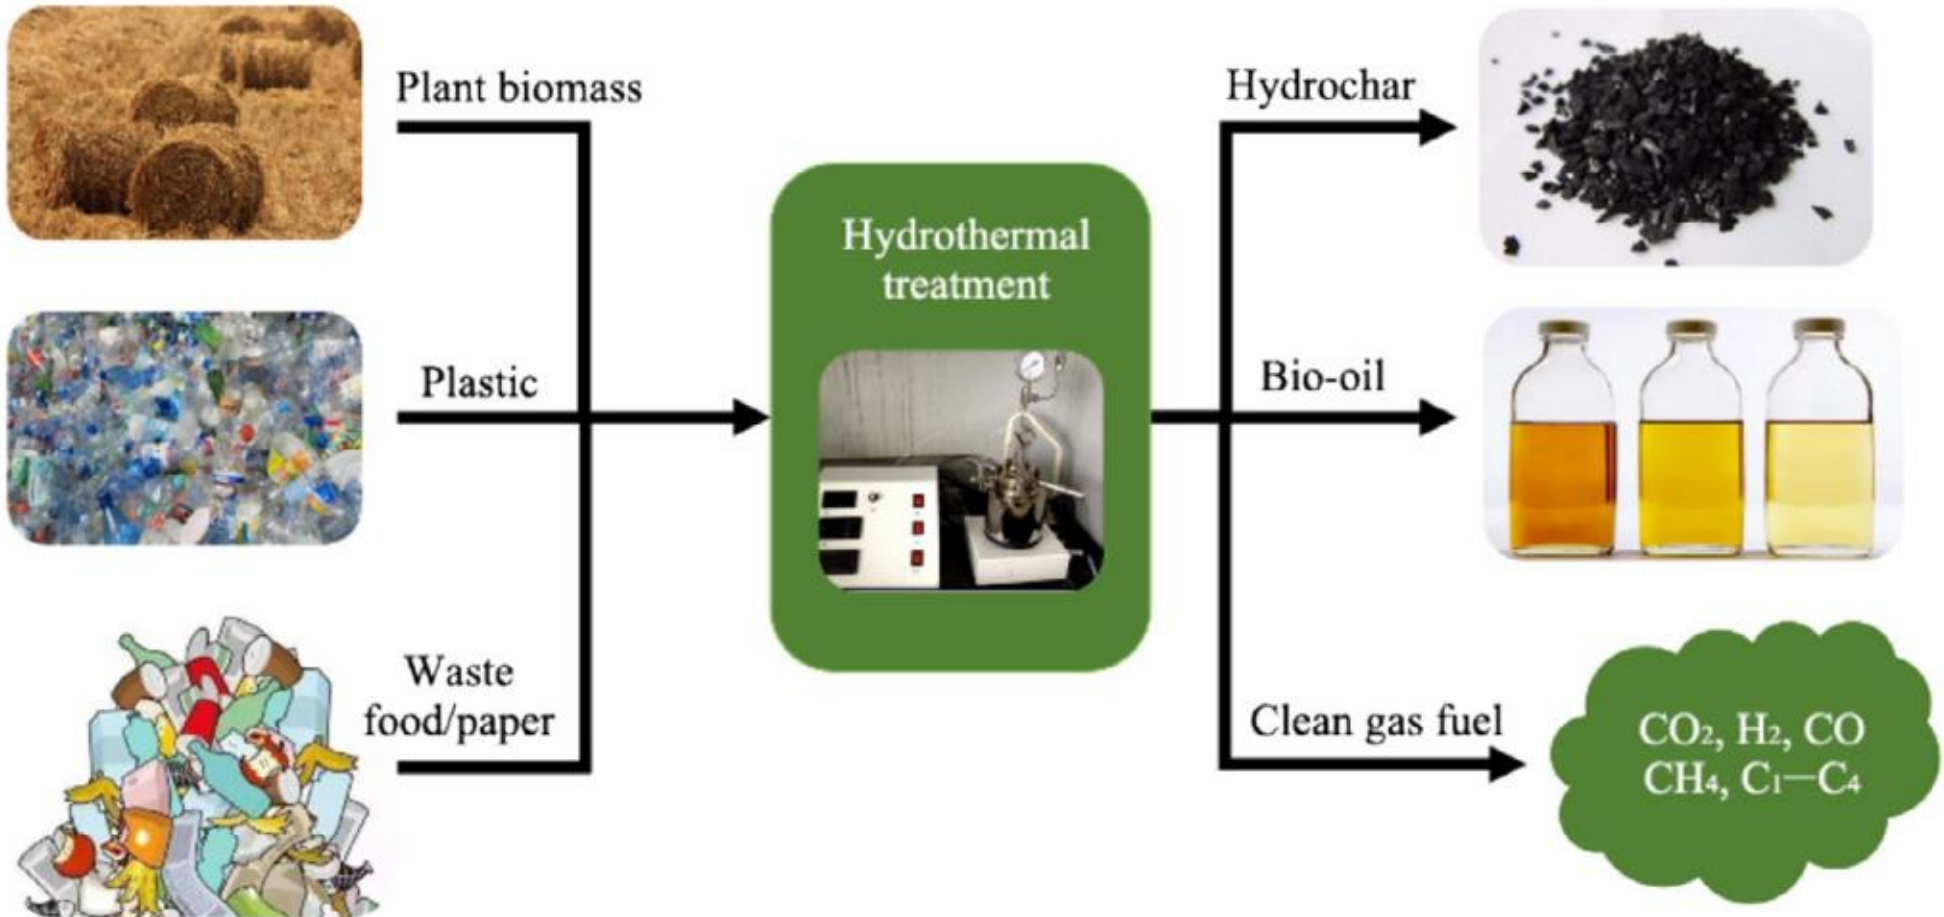 Plant biomass
Plastic
Waste
food/paper
Hydrothermal
treatment
Hydrochar
Bio-oil
Clean gas fuel
CO₂, H₂, CO
CH₄, C₁—C₄